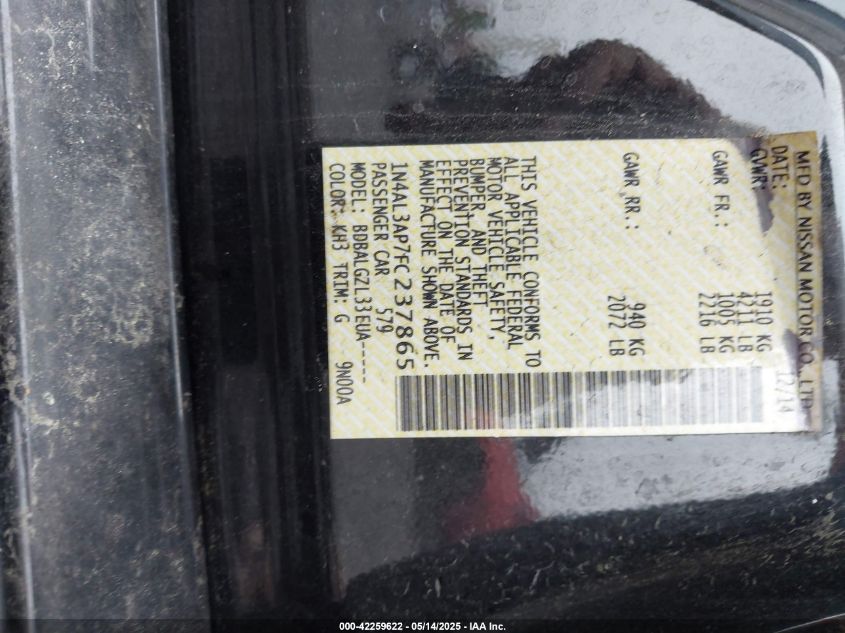 MFD BY NISSAN MOTOR CO., LTD.
DATE: 12/14
GVWR: 1910 KG
4211 LB
GAWR FR.: 1005 KG
2216 LB
GAWR RR.: 940 KG
2072 LB
THIS VEHICLE CONFORMS TO
ALL APPLICABLE FEDERAL
MOTOR VEHICLE SAFETY,
BUMPER, AND THEFT
PREVENTION STANDARDS IN
EFFECT ON THE DATE OF
MANUFACTURE SHOWN ABOVE.
1N4AL3AP7FC237865
PASSENGER CAR 579
MODEL: BDBALGZL33EUA-----
COLOR: KH3 TRIM: G 9N00A
000-42259622 - 05/14/2025 - IAA Inc.